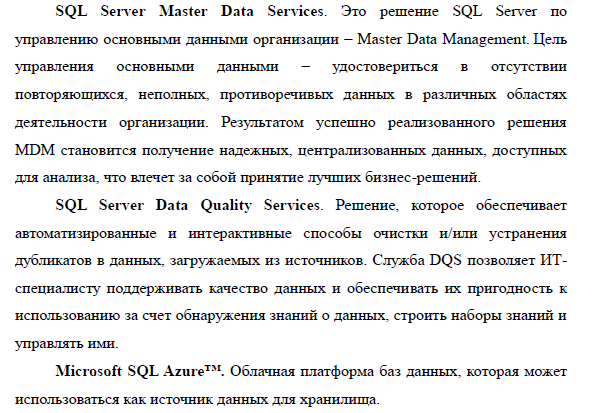 SQL Server Master Data Services. Это решение SQL Server по
управлению основными данными организации – Master Data Management. Цель
управления основными данными – удостовериться в отсутствии
повторяющихся, неполных, противоречивых данных в различных областях
деятельности организации. Результатом успешно реализованного решения
MDM становится получение надежных, централизованных данных, доступных
для анализа, что влечет за собой принятие лучших бизнес-решений.
SQL Server Data Quality Services. Решение, которое обеспечивает
автоматизированные и интерактивные способы очистки и/или устранения
дубликатов в данных, загружаемых из источников. Служба DQS позволяет ИТ-
специалисту поддерживать качество данных и обеспечивать их пригодность к
использованию за счет обнаружения знаний о данных, строить наборы знаний и
управлять ими.
Microsoft SQL Azure™. Облачная платформа баз данных, которая может
использоваться как источник данных для хранилища.